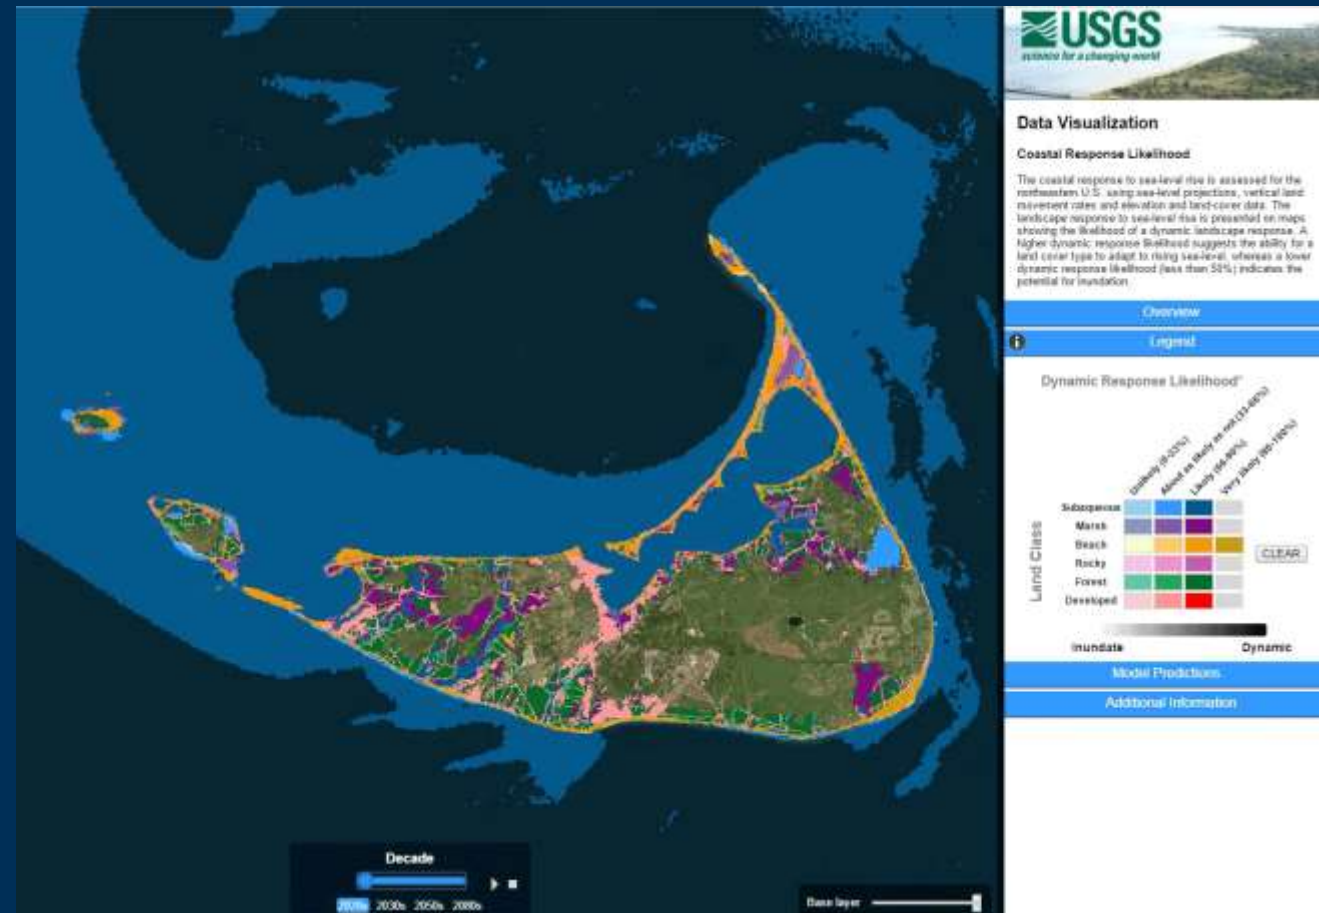 USGS
science for a changing world
Data Visualization
Coastal Response Likelihood
The coastal response to sea-level rise is assessed for the
northeastern U.S. using sea-level projections, vertical land
movement rates and elevation and land-cover data. The
landscape response to sea-level rise is presented on maps
showing the likelihood of a dynamic landscape response. A
higher dynamic response likelihood suggests the ability for a
land cover type to adapt to rising sea-level, whereas a lower
dynamic response likelihood (less than 50%) indicates the
potential for inundation.
Overview
Legend
Dynamic Response Likelihood*
Unlikely (0-33%)
About as likely as not (33-66%)
Likely (66-90%)
Very likely (90-100%)
Land Class
Subaqueous
Marsh
Beach
Rocky
Forest
Developed
CLEAR
Inundate Dynamic
Model Predictions
Additional Information
Decade
2020s 2030s 2050s 2080s
Base layer